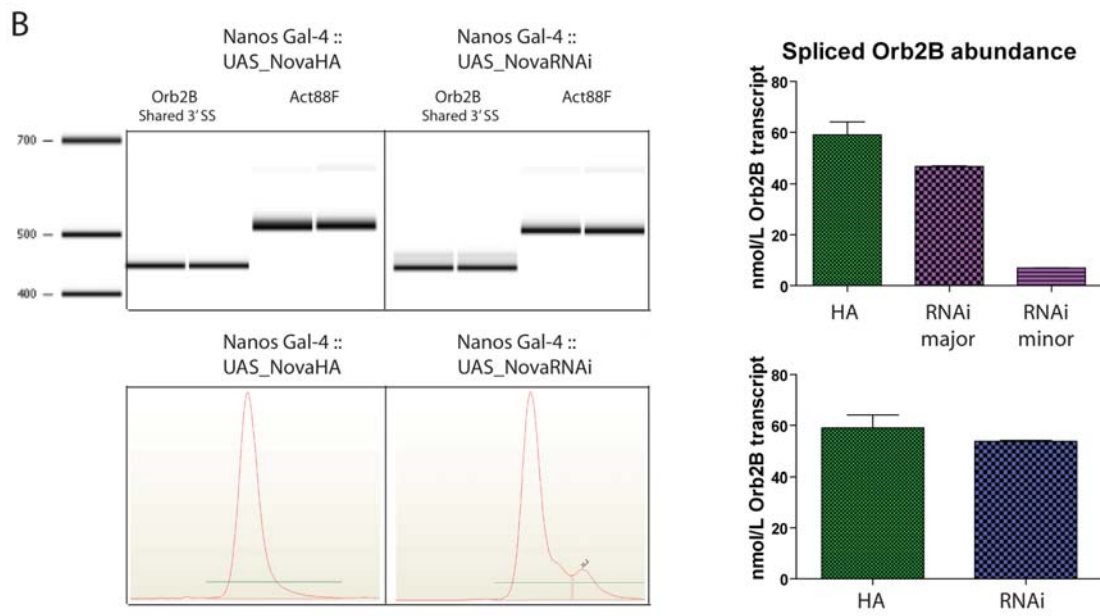 B
Nanos Gal-4 ::
UAS_NovaHA
Nanos Gal-4 ::
UAS_NovaRNAi
Orb2B
Shared 3' SS
Act88F
Orb2B
Shared 3' SS
Act88F
700
500
400
Nanos Gal-4 ::
UAS_NovaHA
Nanos Gal-4 ::
UAS_NovaRNAi
Spliced Orb2B abundance
nmol/L Orb2B transcript
80
60
40
20
0
HA
RNAi
major
RNAi
minor
nmol/L Orb2B transcript
80
60
40
20
0
HA
RNAi